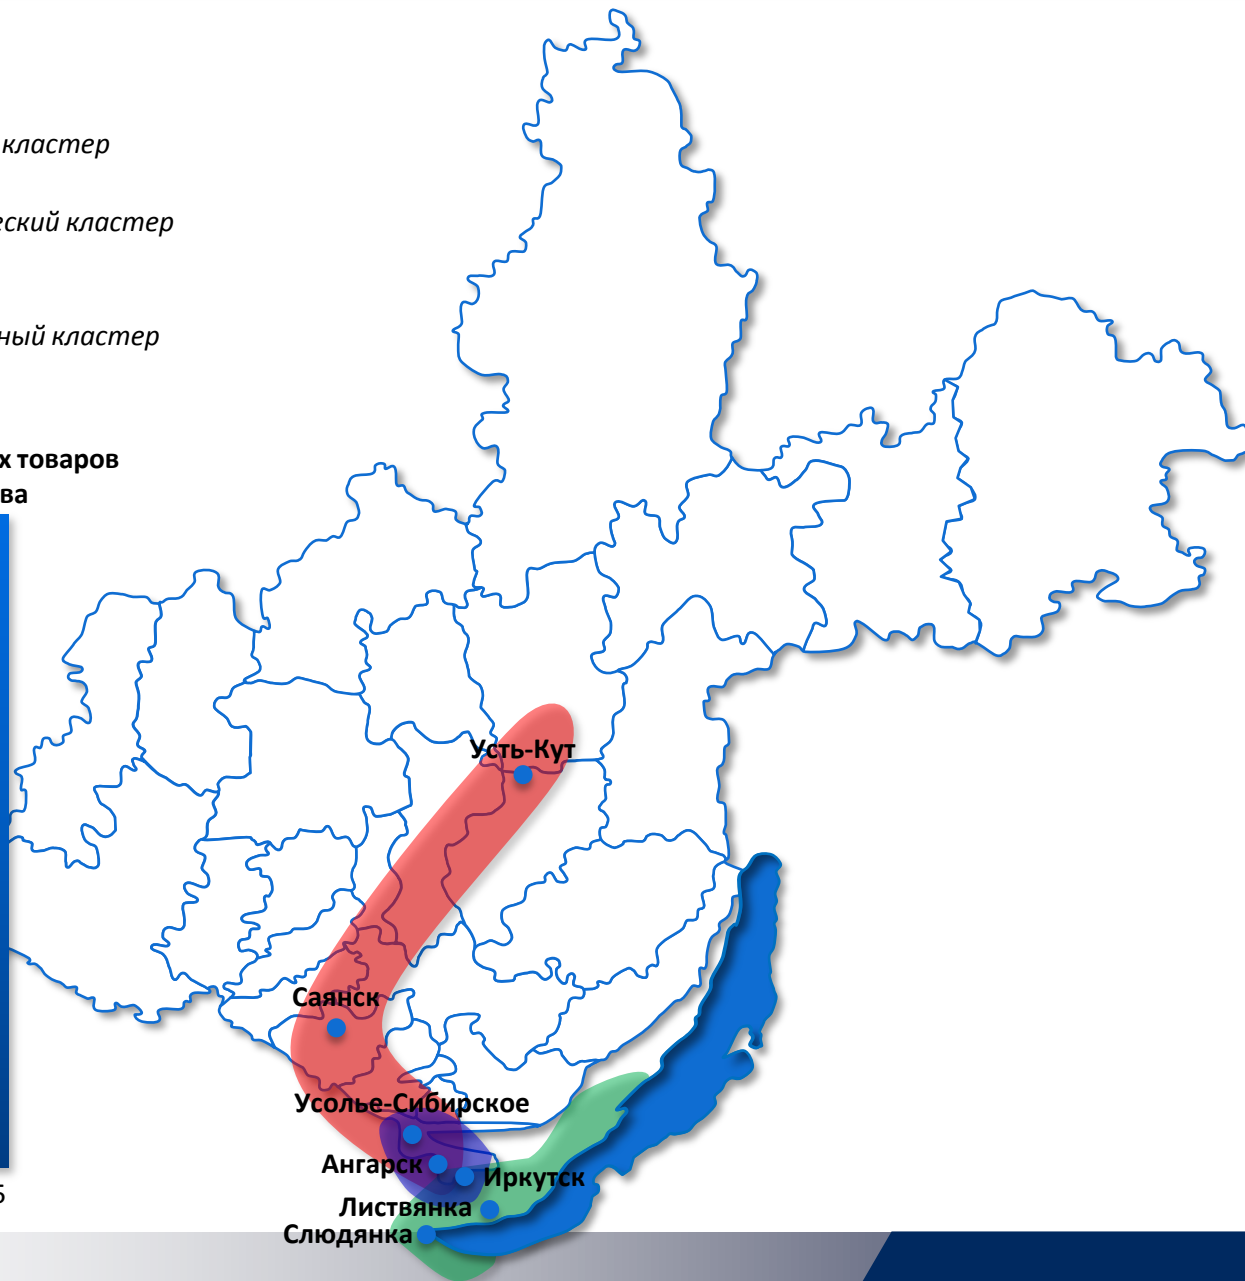 кластер
еский кластер
ный кластер
х товаров
ва
Усть-Кут
Саянск
Усолье-Сибирское
Ангарск
Иркутск
Листвянка
Слюдянка